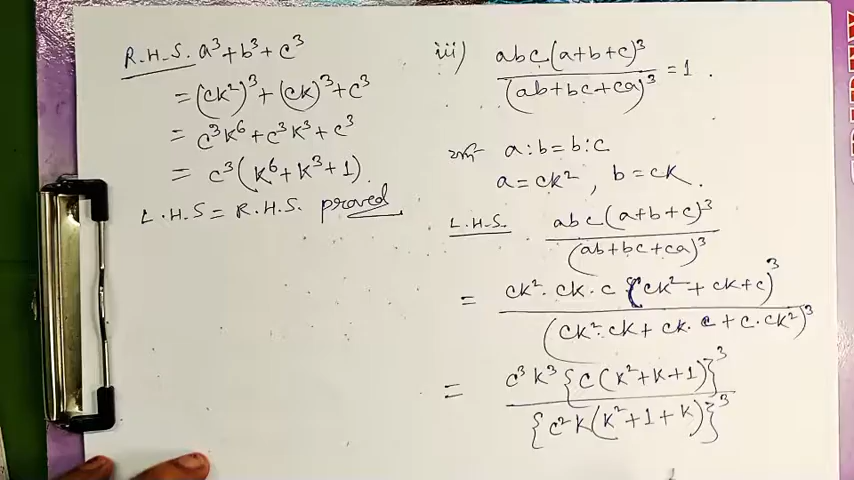 R.H.S. a³+b³+c³
=(ck²)³+(ck)³+c³
= c³k⁶+c³k³+c³
= c³(k⁶+k³+1).
L.H.S = R.H.S. proved
iii) abc(a+b+c)³
/(ab+bc+ca)³ = 1.
a:b=b:c
a=ck², b=ck.
L.H.S. abc(a+b+c)³
/(ab+bc+ca)³
= ck²·ck·c {ck²+ck+c)³
/(ck²·ck+ck·c+c·ck²)³
= c³k³{c(k²+k+1)}³
/{c²k(k²+1+k)}³